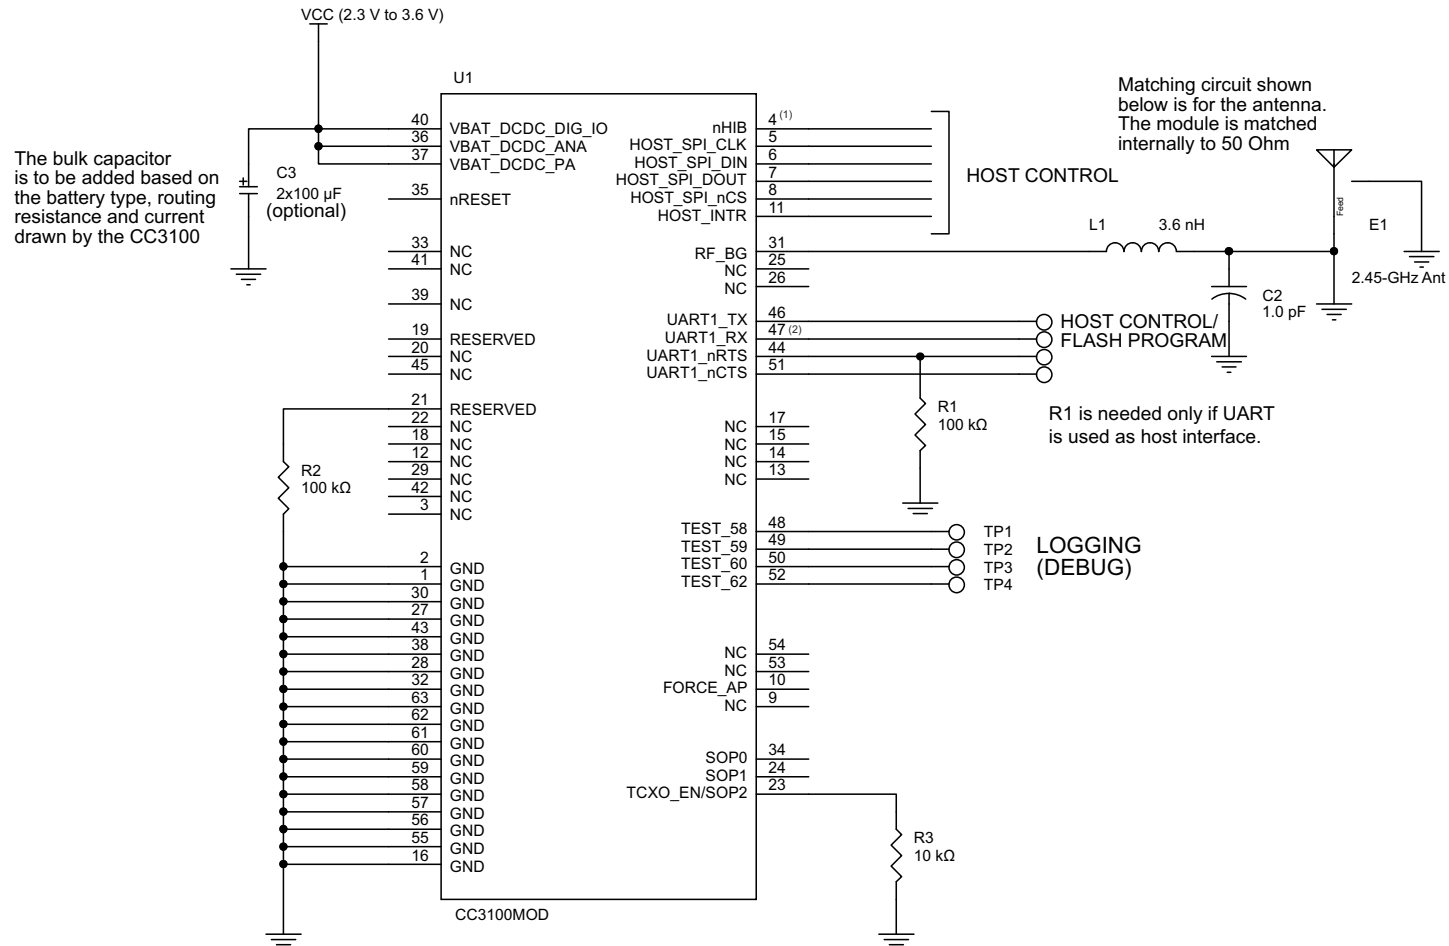 VCC (2.3 V to 3.6 V)
U1
The bulk capacitor
is to be added based on
the battery type, routing
resistance and current
drawn by the CC3100
+
C3
2x100 µF
(optional)
40 VBAT_DCDC_DIG_IO
36 VBAT_DCDC_ANA
37 VBAT_DCDC_PA
35 nRESET
33 NC
41 NC
39 NC
19 RESERVED
20 NC
45 NC
21 RESERVED
22 NC
18 NC
12 NC
29 NC
42 NC
3 NC
R2
100 kΩ
2 GND
1 GND
30 GND
27 GND
43 GND
38 GND
28 GND
32 GND
63 GND
62 GND
61 GND
60 GND
59 GND
58 GND
57 GND
56 GND
55 GND
16 GND
CC3100MOD
nHIB 4 (1)
HOST_SPI_CLK 5
HOST_SPI_DIN 6
HOST_SPI_DOUT 7
HOST_SPI_nCS 8
HOST_INTR 11
HOST CONTROL
RF_BG 31
NC 25
NC 26
UART1_TX 46
UART1_RX 47 (2)
UART1_nRTS 44
UART1_nCTS 51
HOST CONTROL/
FLASH PROGRAM
R1
100 kΩ
R1 is needed only if UART
is used as host interface.
NC 17
NC 15
NC 14
NC 13
TEST_58 48 TP1
TEST_59 49 TP2
TEST_60 50 TP3
TEST_62 52 TP4
LOGGING
(DEBUG)
NC 54
NC 53
FORCE_AP 10
NC 9
SOP0 34
SOP1 24
TCXO_EN/SOP2 23
R3
10 kΩ
Matching circuit shown
below is for the antenna.
The module is matched
internally to 50 Ohm
L1 3.6 nH
C2
1.0 pF
Feed
E1
2.45-GHz Ant